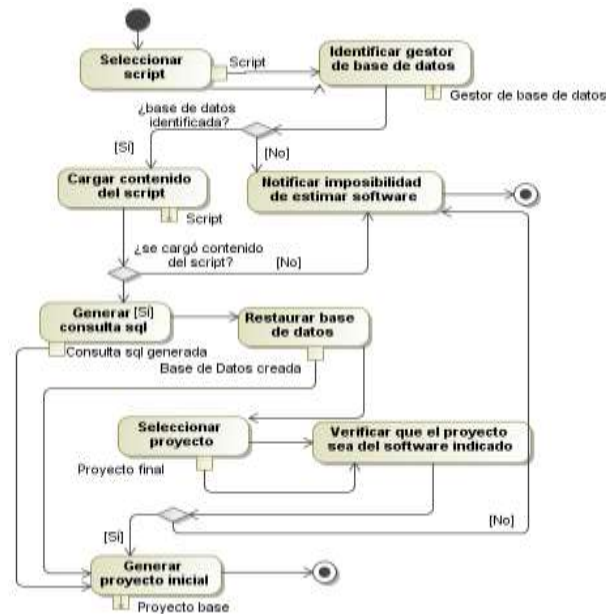 Seleccionar
script
Script
Identificar gestor
de base de datos
Gestor de base de datos
¿base de datos
identificada?
[Sí]
[No]
Cargar contenido
del script
Script
Notificar imposibilidad
de estimar software
¿se cargó contenido
del script?
[No]
Generar [Sí]
consulta sql
Consulta sql generada
Restaurar base
de datos
Base de Datos creada
Seleccionar
proyecto
Proyecto final
Verificar que el proyecto
sea del software indicado
[No]
[Sí]
Generar
proyecto inicial
Proyecto base